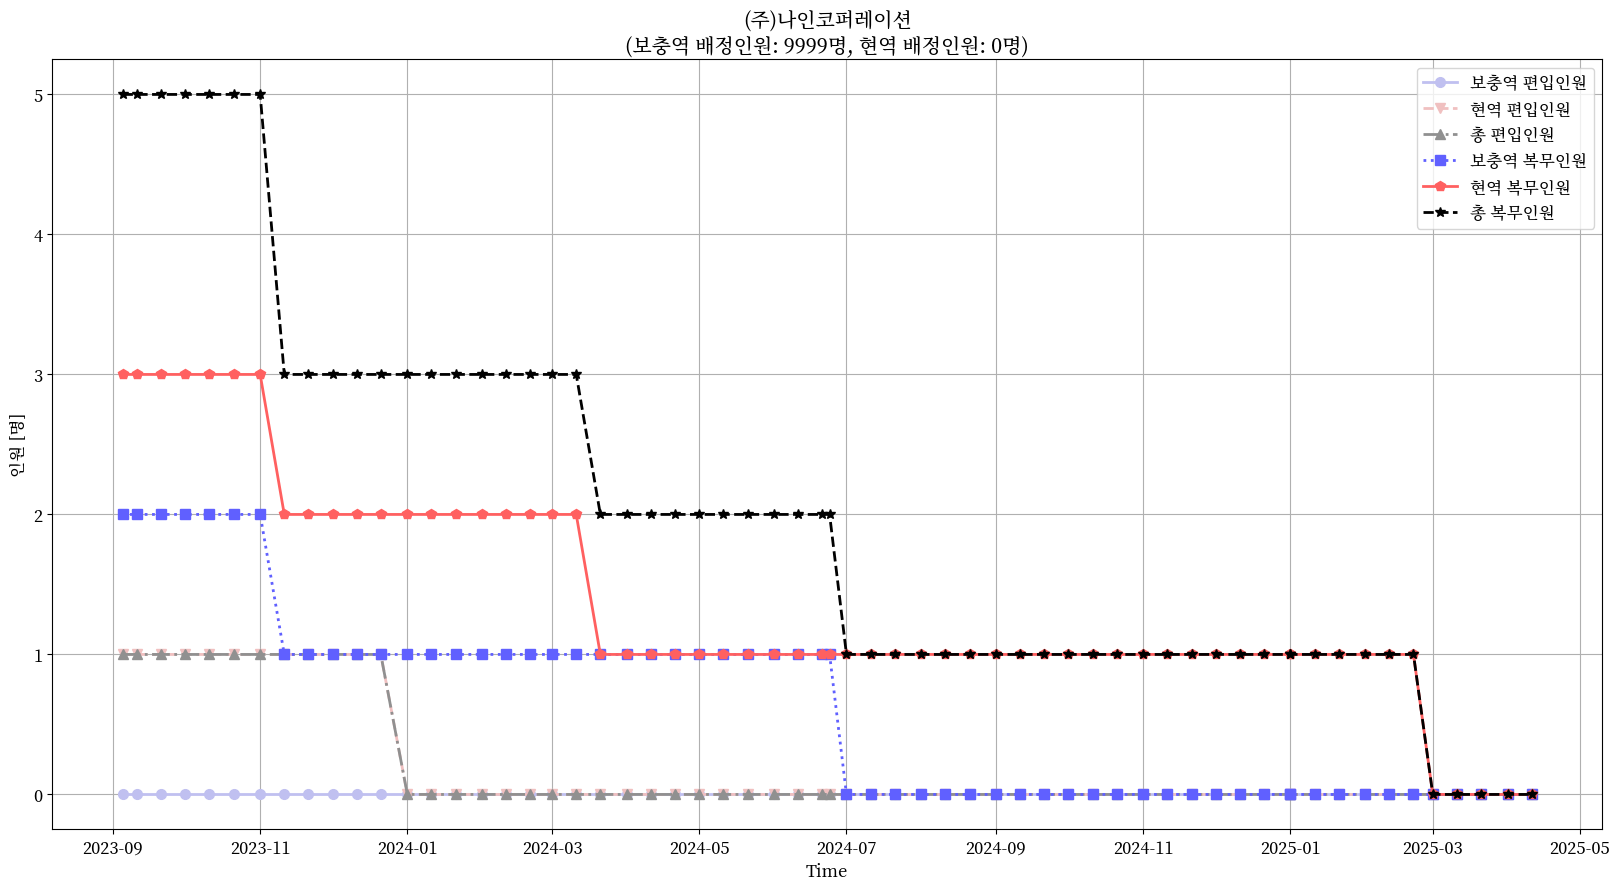 (주)나인코퍼레이션
(보충역 배정인원: 9999명, 현역 배정인원: 0명)
보충역 편입인원
현역 편입인원
총 편입인원
보충역 복무인원
현역 복무인원
총 복무인원
인원 [명]
5
4
3
2
1
0
2023-09
2023-11
2024-01
2024-03
2024-05
2024-07
2024-09
2024-11
2025-01
2025-03
2025-05
Time